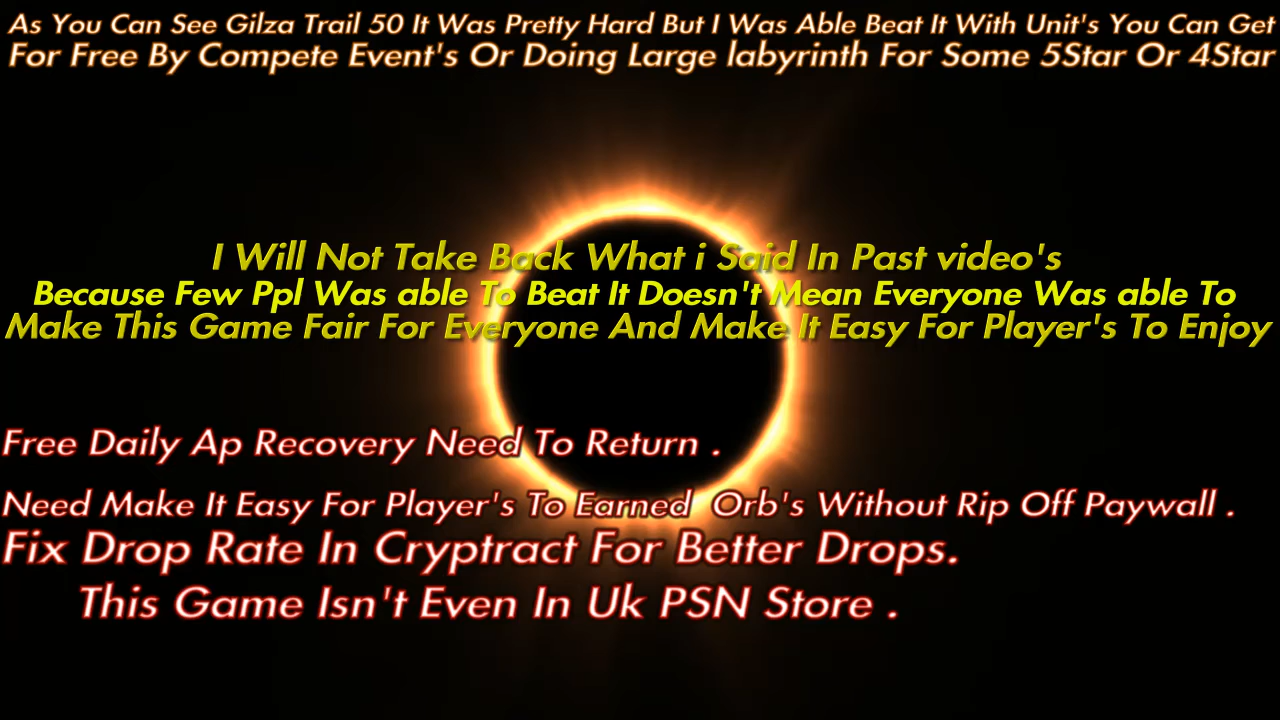 As You Can See Gilza Trail 50 It Was Pretty Hard But I Was Able Beat It With Unit's You Can Get
For Free By Compete Event's Or Doing Large labyrinth For Some 5Star Or 4Star
I Will Not Take Back What i Said In Past video's
Because Few Ppl Was able To Beat It Doesn't Mean Everyone Was able To
Make This Game Fair For Everyone And Make It Easy For Player's To Enjoy
Free Daily Ap Recovery Need To Return .
Need Make It Easy For Player's To Earned Orb's Without Rip Off Paywall .
Fix Drop Rate In Cryptract For Better Drops.
This Game Isn't Even In Uk PSN Store .